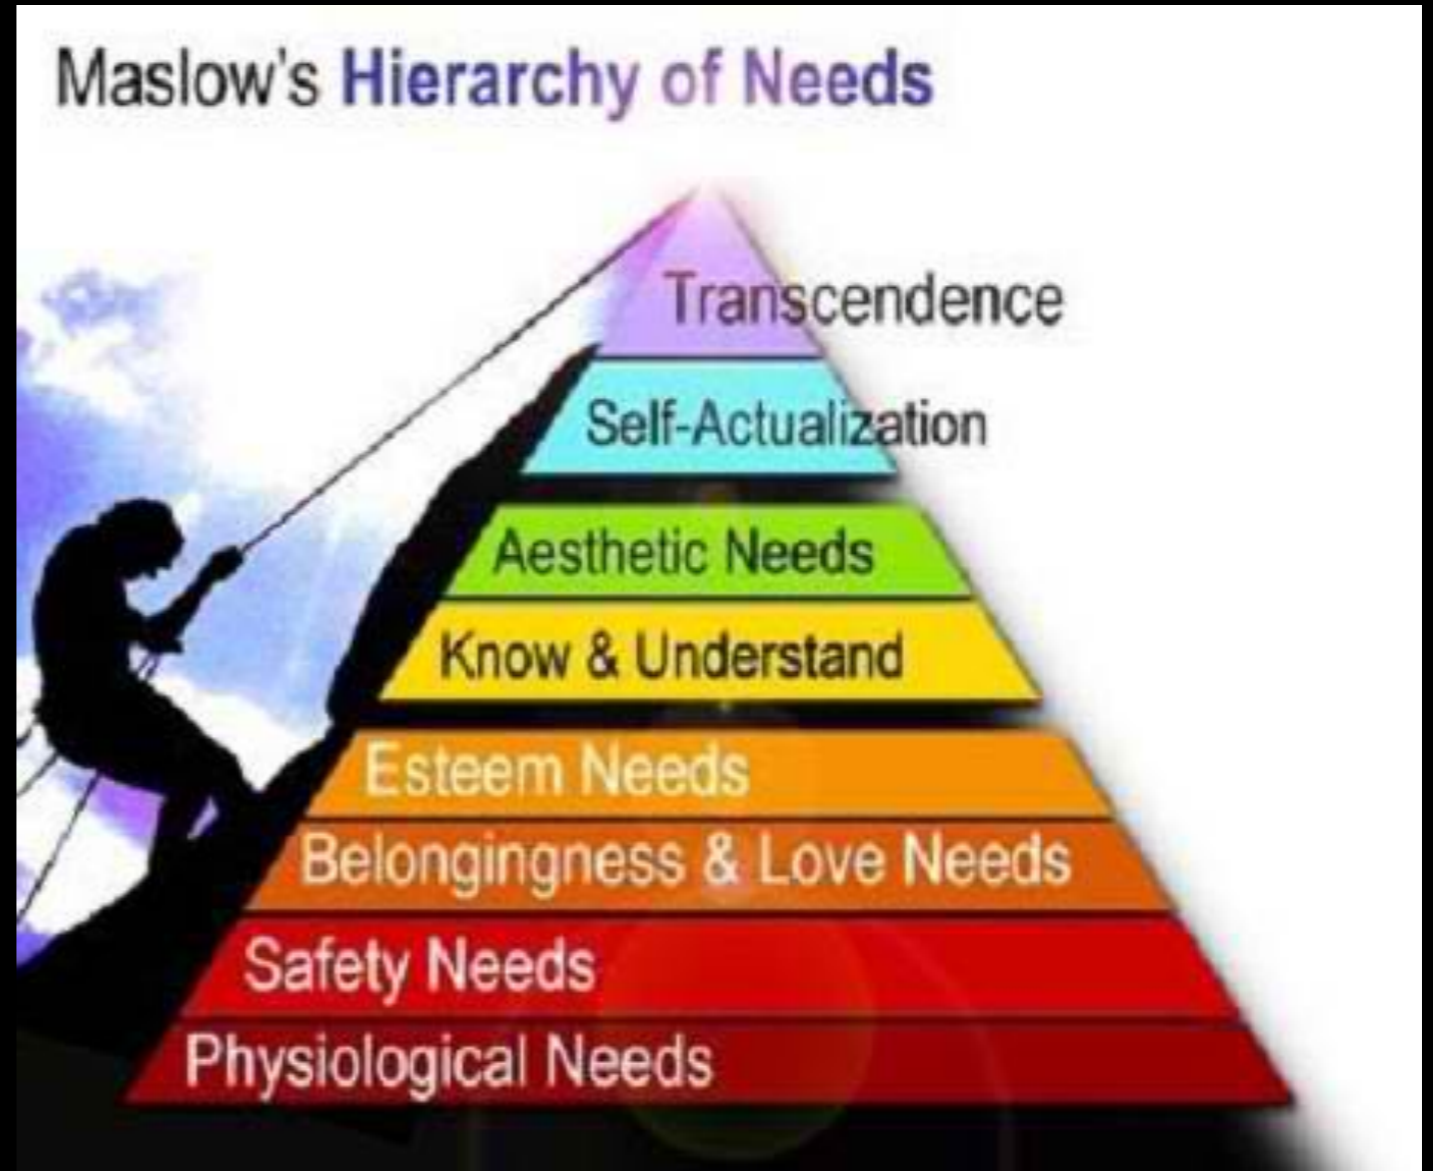 Maslow's Hierarchy of Needs
Transcendence
Self-Actualization
Aesthetic Needs
Know & Understand
Esteem Needs
Belongingness & Love Needs
Safety Needs
Physiological Needs